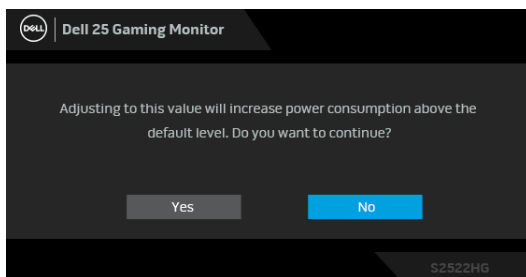 DELL Dell 25 Gaming Monitor
Adjusting to this value will increase power consumption above the
default level. Do you want to continue?
Yes No
S2522HG